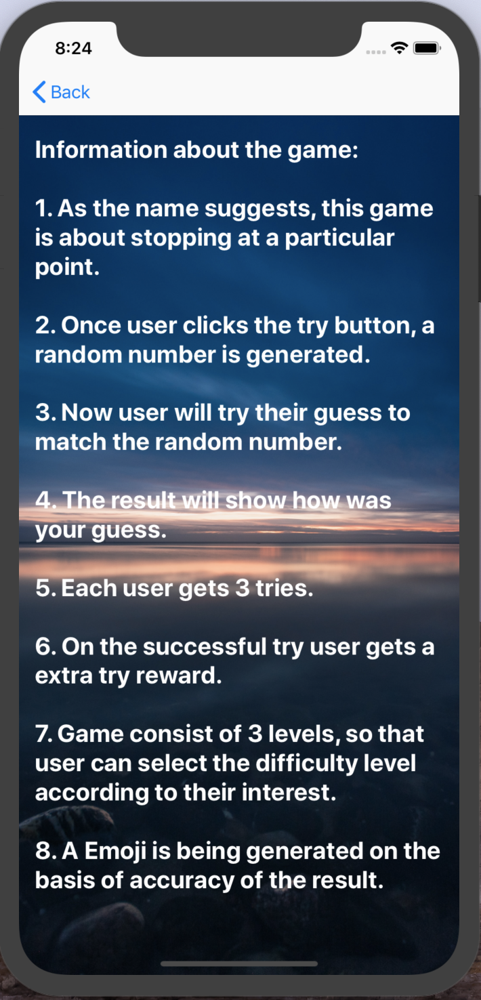 8:24
Back
Information about the game:
1. As the name suggests, this game
is about stopping at a particular
point.
2. Once user clicks the try button, a
random number is generated.
3. Now user will try their guess to
match the random number.
4. The result will show how was
your guess.
5. Each user gets 3 tries.
6. On the successful try user gets a
extra try reward.
7. Game consist of 3 levels, so that
user can select the difficulty level
according to their interest.
8. A Emoji is being generated on the
basis of accuracy of the result.